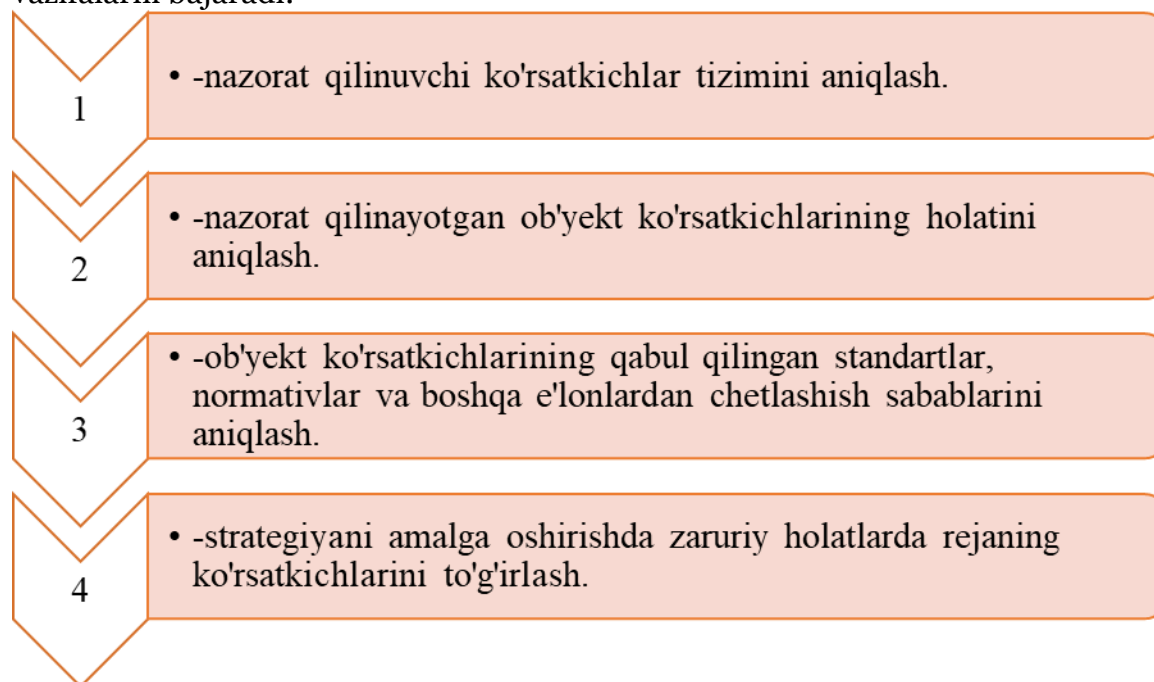 vazifalarni bajaradi:
1
• -nazorat qilinuvchi ko'rsatkichlar tizimini aniqlash.
2
• -nazorat qilinayotgan ob'yekt ko'rsatkichlarining holatini
aniqlash.
3
• -ob'yekt ko'rsatkichlarining qabul qilingan standartlar,
normativlar va boshqa e'lonlardan chetlashish sabablarini
aniqlash.
4
• -strategiyani amalga oshirishda zaruriy holatlarda rejaning
ko'rsatkichlarini to'g'irlash.